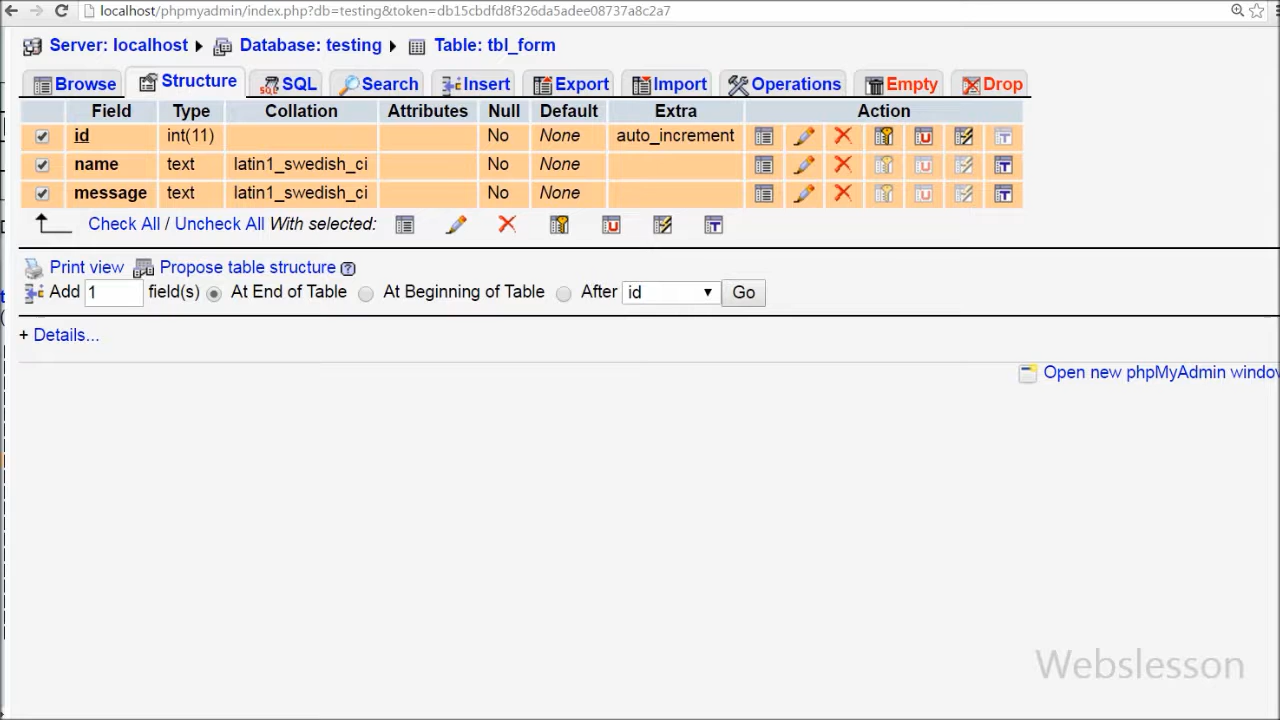 localhost/phpmyadmin/index.php?db=testing&token=db15cbdfd8f326da5adee08737a8c2a7
Server: localhost Database: testing Table: tbl_form
Browse Structure SQL Search Insert Export Import Operations Empty Drop
Field Type Collation Attributes Null Default Extra Action
id int(11) No None auto_increment
name text latin1_swedish_ci No None
message text latin1_swedish_ci No None
Check All / Uncheck All With selected:
Print view Propose table structure
Add 1 field(s) At End of Table At Beginning of Table After id Go
+ Details...
Open new phpMyAdmin window
Webslesson